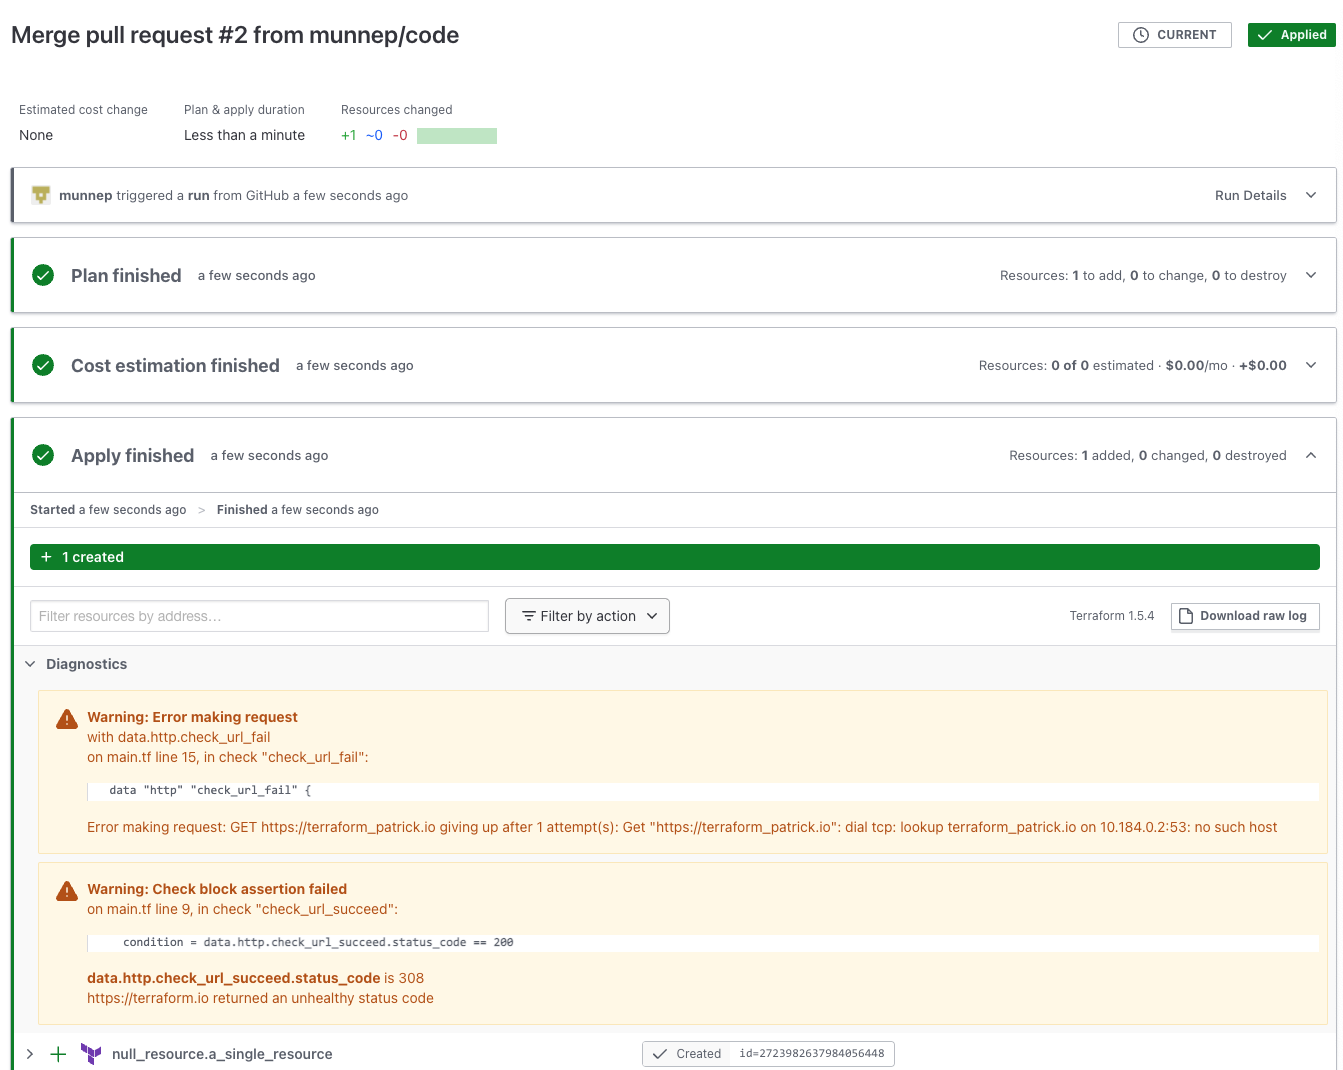 Merge pull request #2 from munnep/code
CURRENT
Applied
Estimated cost change
Plan & apply duration
Resources changed
None
Less than a minute
+1 ~0 -0
munnep triggered a run from GitHub a few seconds ago
Run Details
Plan finished a few seconds ago
Resources: 1 to add, 0 to change, 0 to destroy
Cost estimation finished a few seconds ago
Resources: 0 of 0 estimated · $0.00/mo · +$0.00
Apply finished a few seconds ago
Resources: 1 added, 0 changed, 0 destroyed
Started a few seconds ago > Finished a few seconds ago
+ 1 created
Filter resources by address...
Filter by action
Terraform 1.5.4
Download raw log
Diagnostics
Warning: Error making request
with data.http.check_url_fail
on main.tf line 15, in check "check_url_fail":
data "http" "check_url_fail" {
Error making request: GET https://terraform_patrick.io giving up after 1 attempt(s): Get "https://terraform_patrick.io": dial tcp: lookup terraform_patrick.io on 10.184.0.2:53: no such host
Warning: Check block assertion failed
on main.tf line 9, in check "check_url_succeed":
condition = data.http.check_url_succeed.status_code == 200
data.http.check_url_succeed.status_code is 308
https://terraform.io returned an unhealthy status code
null_resource.a_single_resource
Created
id=2723982637984056448